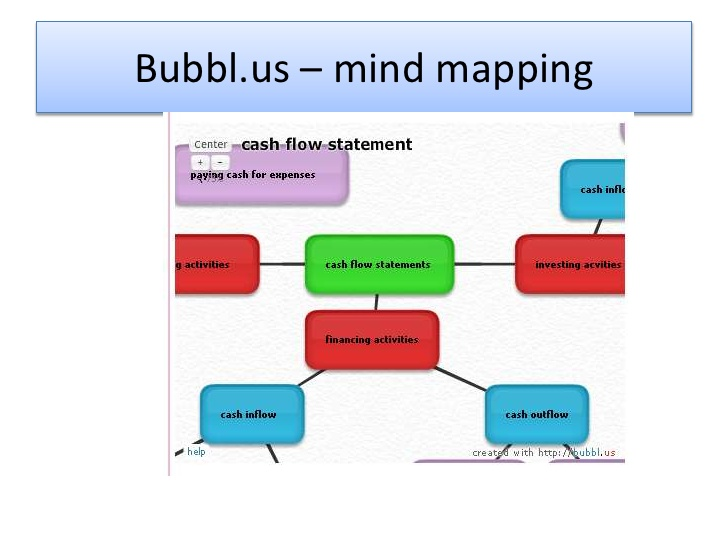 Bubbl.us – mind mapping
Center
cash flow statement
+ -
paying cash for expenses
cash inflo
g activities
cash flow statements
investing acvities
financing activities
cash inflow
cash outflow
help
created with http://bubbl.us